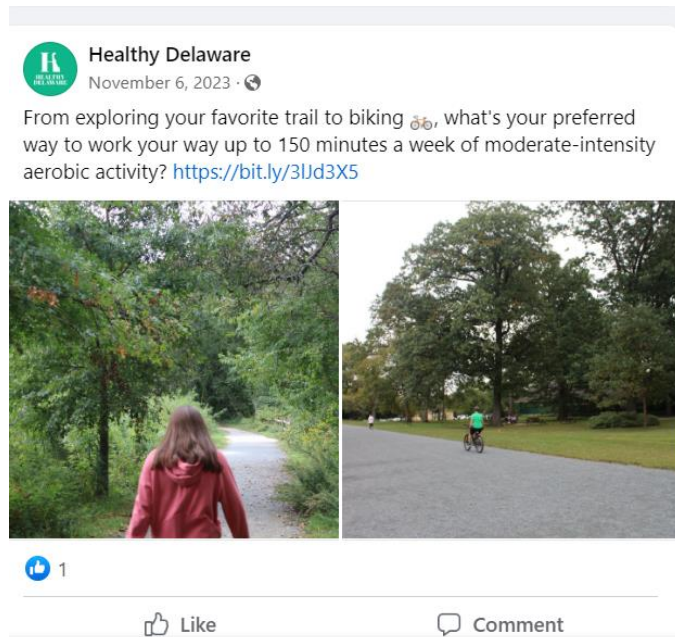 Healthy Delaware
HEALTHY
DELAWARE
November 6, 2023 ·
From exploring your favorite trail to biking 🚲, what's your preferred
way to work your way up to 150 minutes a week of moderate-intensity
aerobic activity? https://bit.ly/3lJd3X5
1
Like
Comment